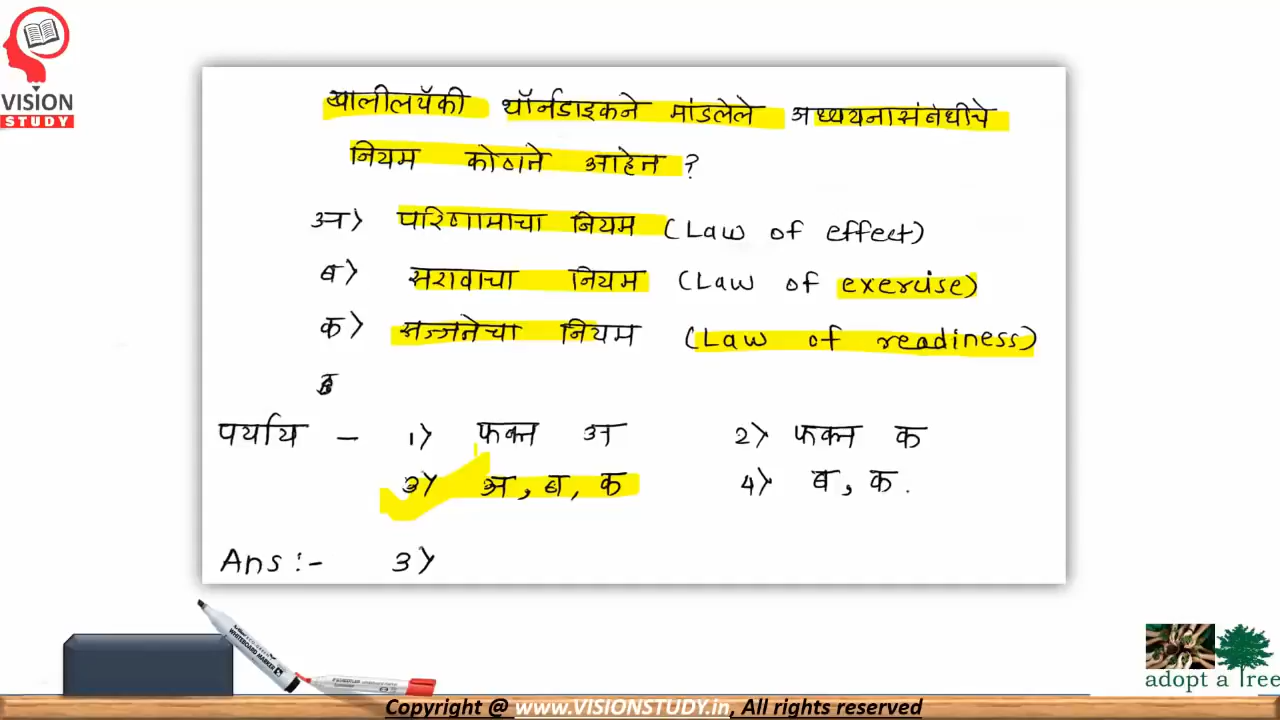 VISION
STUDY
खालीलपैकी थॉर्नडाइकने मांडलेले अध्ययनासंबंधीचे
नियम कोणते आहेत ?
अ) परिणामाचा नियम (Law of effect)
ब) सरावाचा नियम (Law of exercise)
क) सज्जतेचा नियम (Law of readiness)
पर्याय - 1) फक्त अ 2) फक्त क
3) अ, ब, क 4) ब, क.
Ans :- 3)
WHITEBOARD MARKER
adopt a Tree
Copyright @ www.VISIONSTUDY.in, All rights reserved